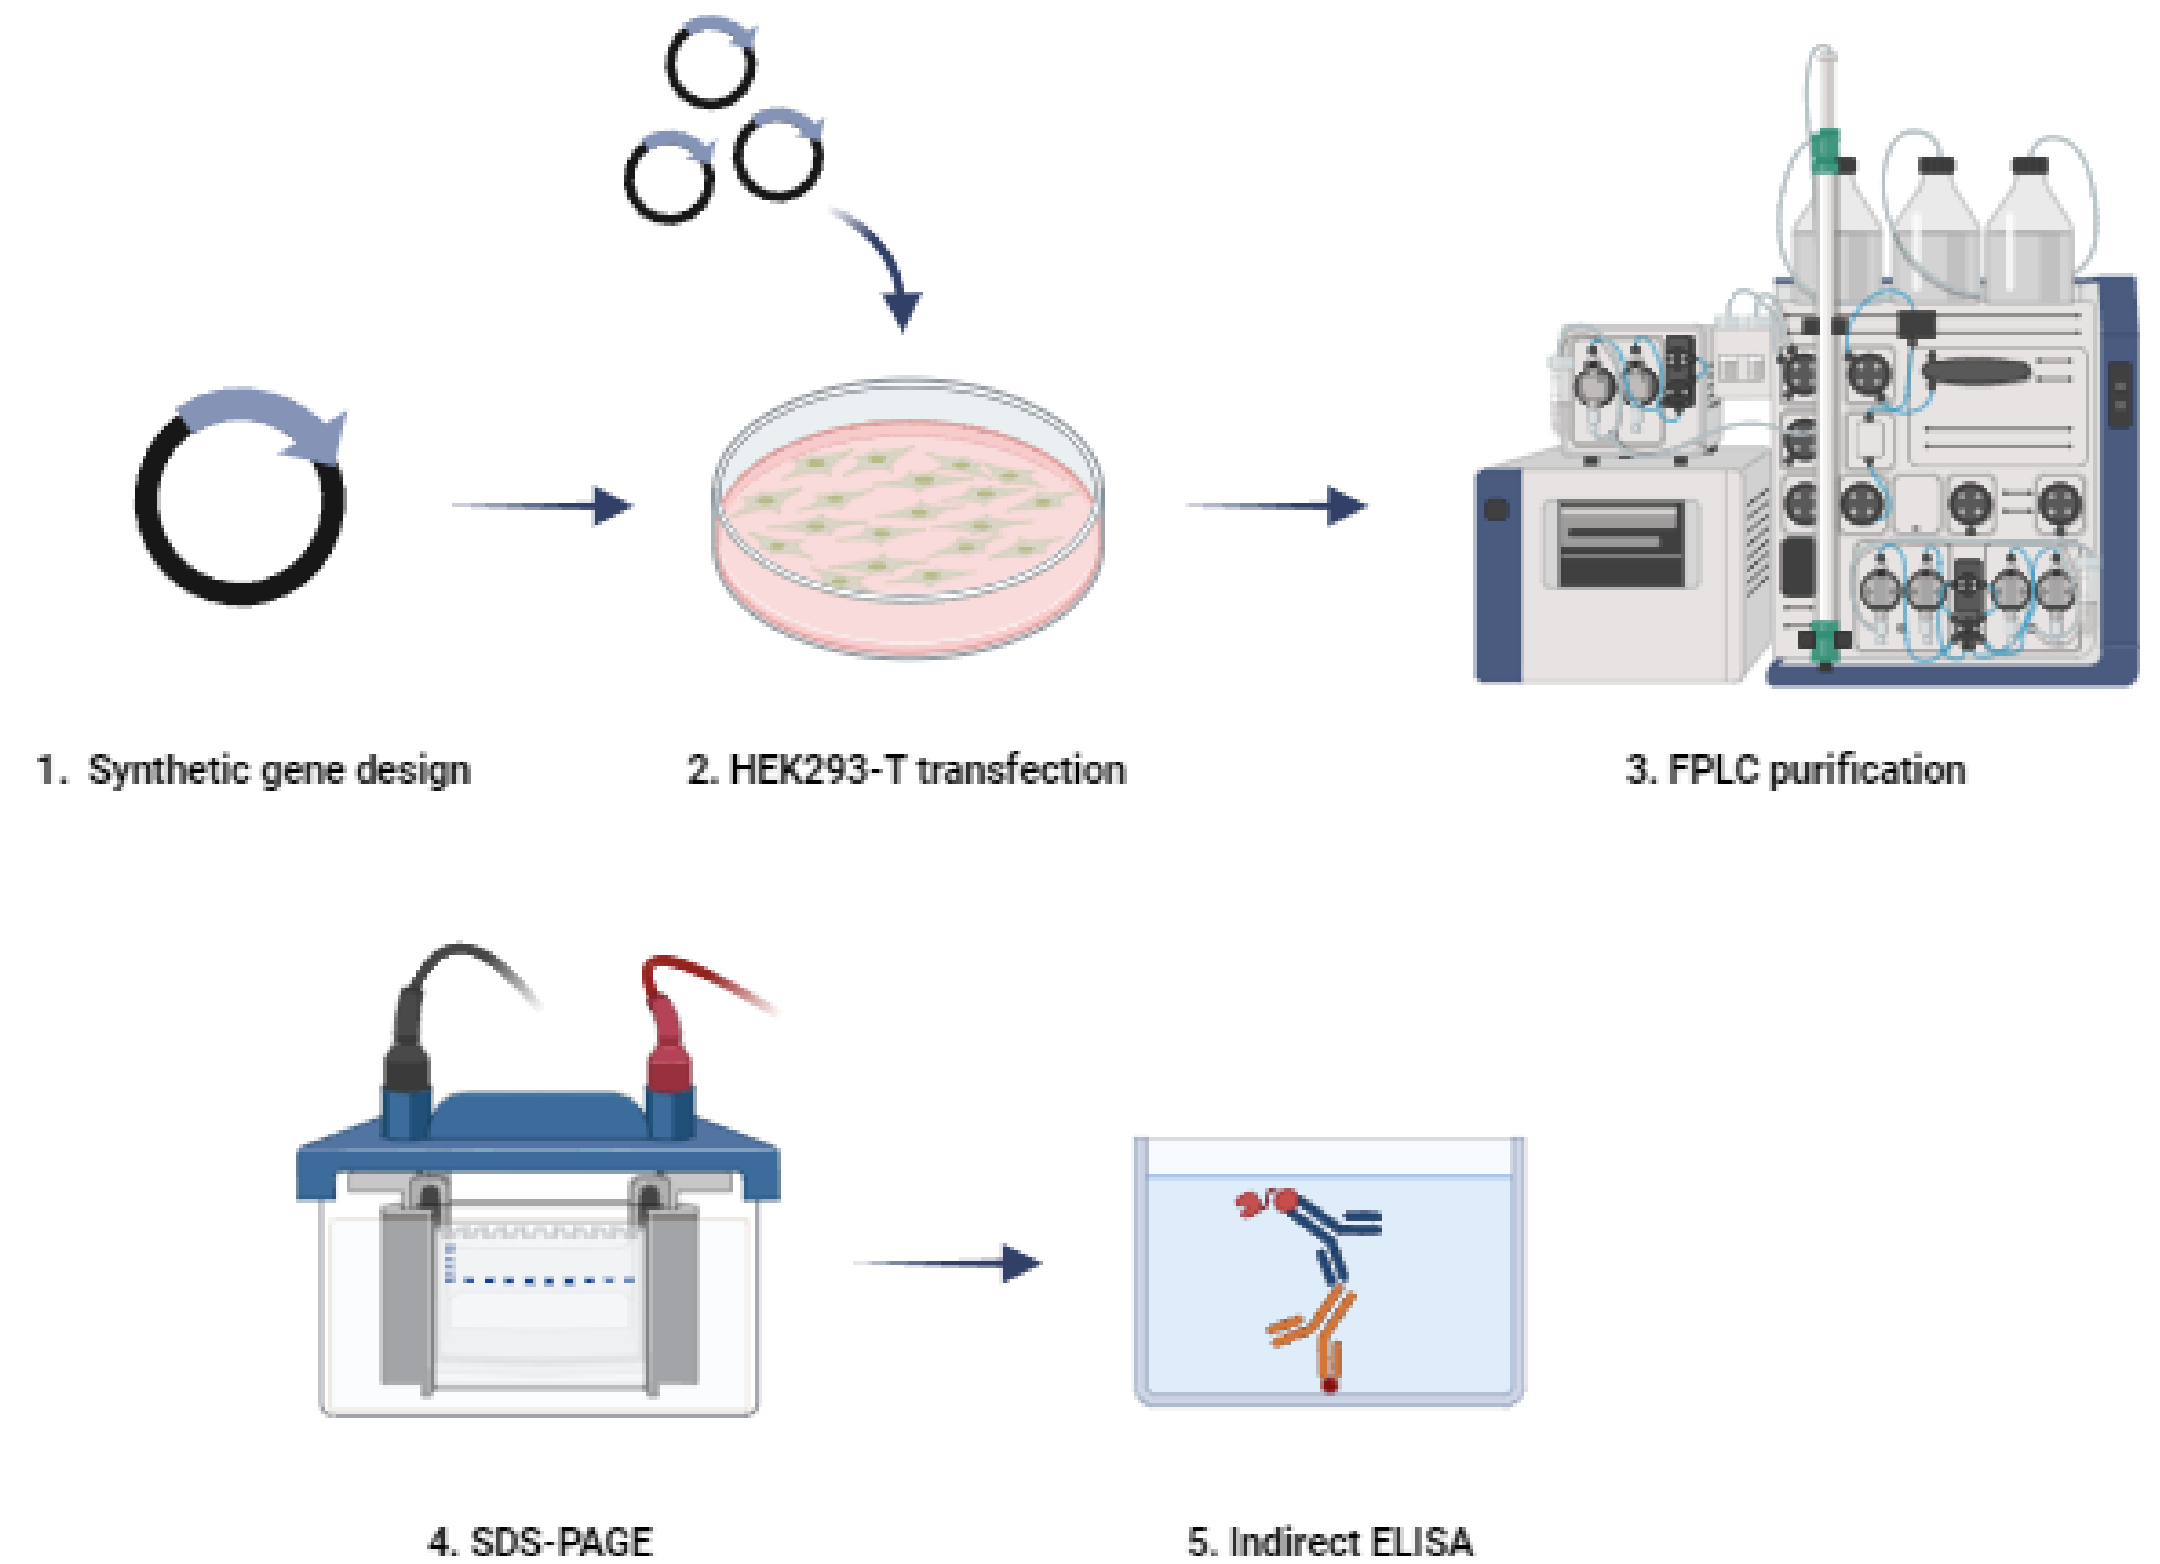 1. Synthetic gene design
2. HEK293-T transfection
3. FPLC purification
4. SDS-PAGE
5. Indirect ELISA